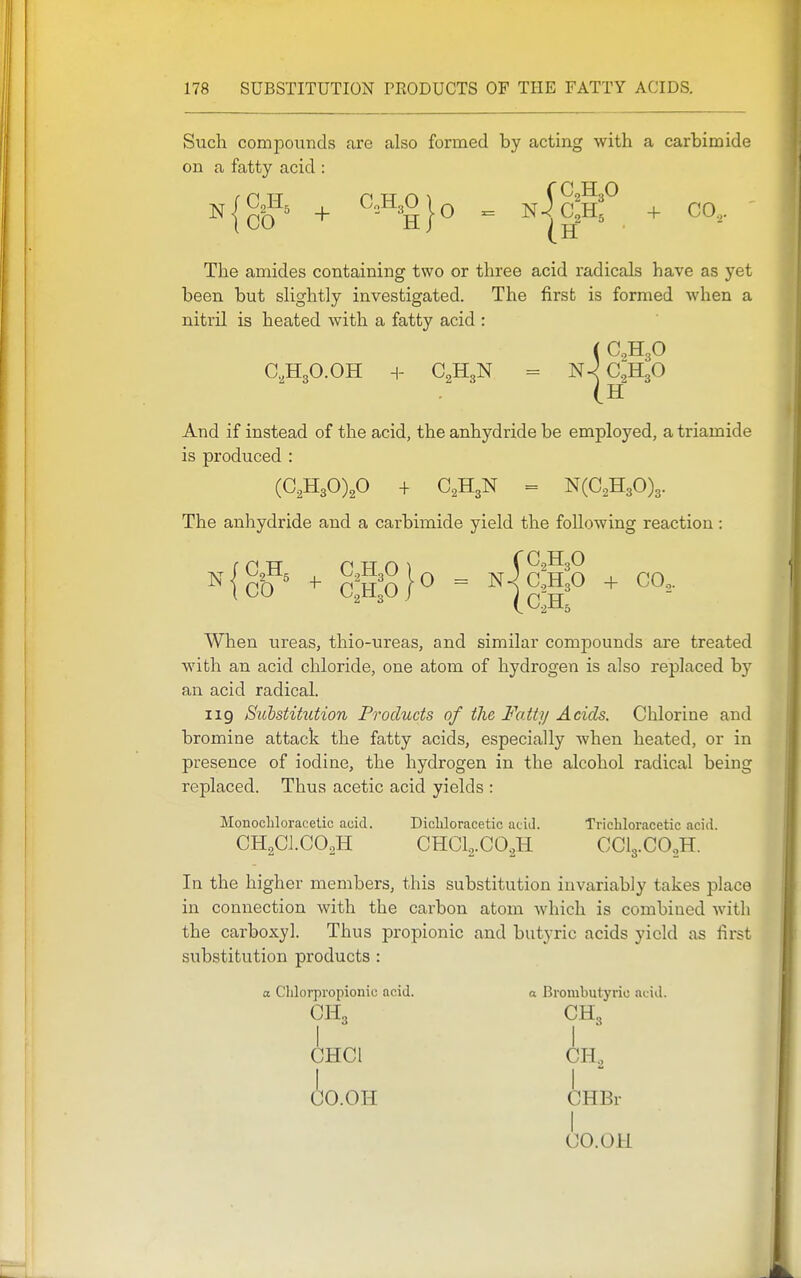 178 SUBSTITUTION PRODUCTS OF THE FATTY ACIDS.
Such compounds are also formed by acting with a carbimide
on a fatty acid :
N { C₂H₅ CO + C₂H₃O H } O = N { C₂H₃O C₂H₅ H + CO₂.
The amides containing two or three acid radicals have as yet
been but slightly investigated. The first is formed when a
nitril is heated with a fatty acid :
C₂H₃O.OH + C₂H₃N = N { C₂H₃O C₂H₃O H
And if instead of the acid, the anhydride be employed, a triamide
is produced :
(C₂H₃O)₂O + C₂H₃N = N(C₂H₃O)₃.
The anhydride and a carbimide yield the following reaction :
N { C₂H₅ CO + C₂H₃O C₂H₃O } O = N { C₂H₃O C₂H₃O C₂H₅ + CO₂.
When ureas, thio-ureas, and similar compounds are treated
with an acid chloride, one atom of hydrogen is also replaced by
an acid radical.
119 Substitution Products of the Fatty Acids. Chlorine and
bromine attack the fatty acids, especially when heated, or in
presence of iodine, the hydrogen in the alcohol radical being
replaced. Thus acetic acid yields :
Monochloracetic acid. Dichloracetic acid. Trichloracetic acid.
CH₂Cl.CO₂H CHCl₂.CO₂H CCl₃.CO₂H.
In the higher members, this substitution invariably takes place
in connection with the carbon atom which is combined with
the carboxyl. Thus propionic and butyric acids yield as first
substitution products :
α Chlorpropionic acid. α Brombutyric acid.
CH₃ CH₃
| |
CHCl CH₂
| |
CO.OH CHBr
|
CO.OH